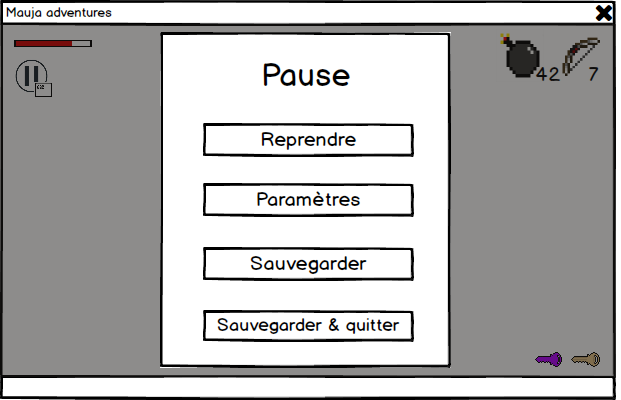 Mauja adventures
42
7
Pause
Reprendre
Paramètres
Sauvegarder
Sauvegarder & quitter